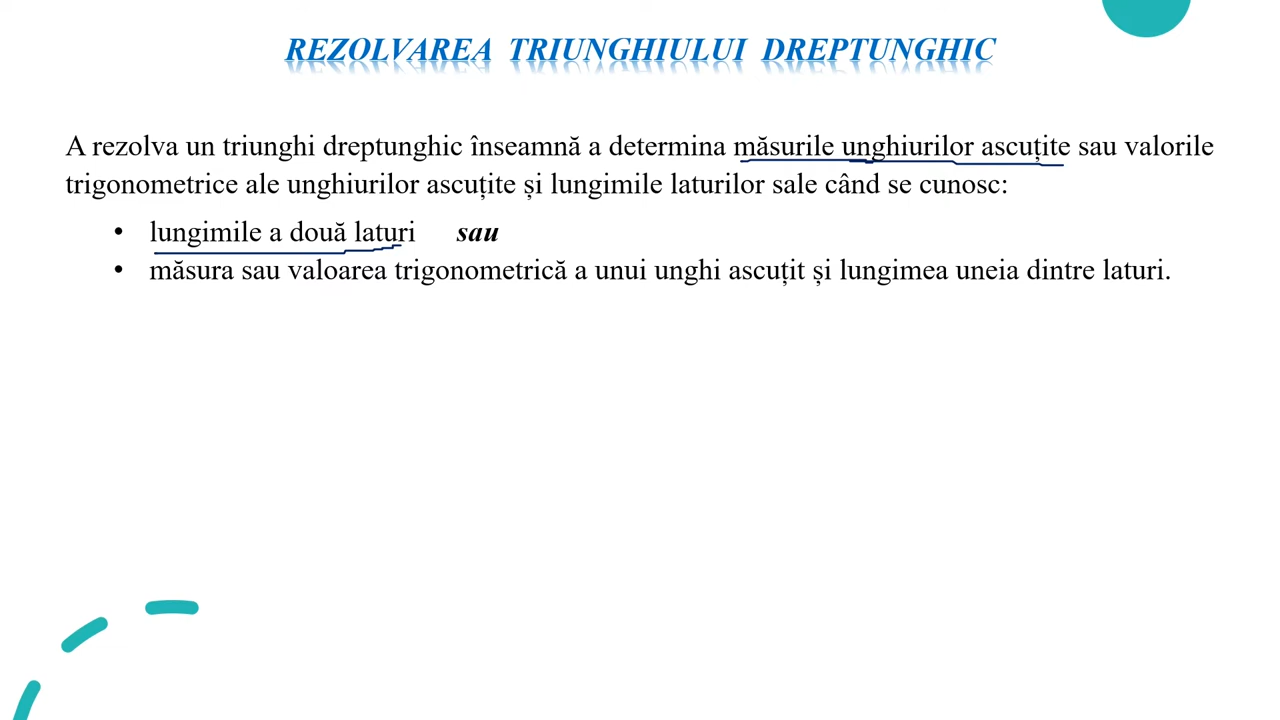 REZOLVAREA TRIUNGHIULUI DREPTUNGHIC
A rezolva un triunghi dreptunghic înseamnă a determina măsurile unghiurilor ascuțite sau valorile
trigonometrice ale unghiurilor ascuțite și lungimile laturilor sale când se cunosc:
• lungimile a două laturi sau
• măsura sau valoarea trigonometrică a unui unghi ascuțit și lungimea uneia dintre laturi.